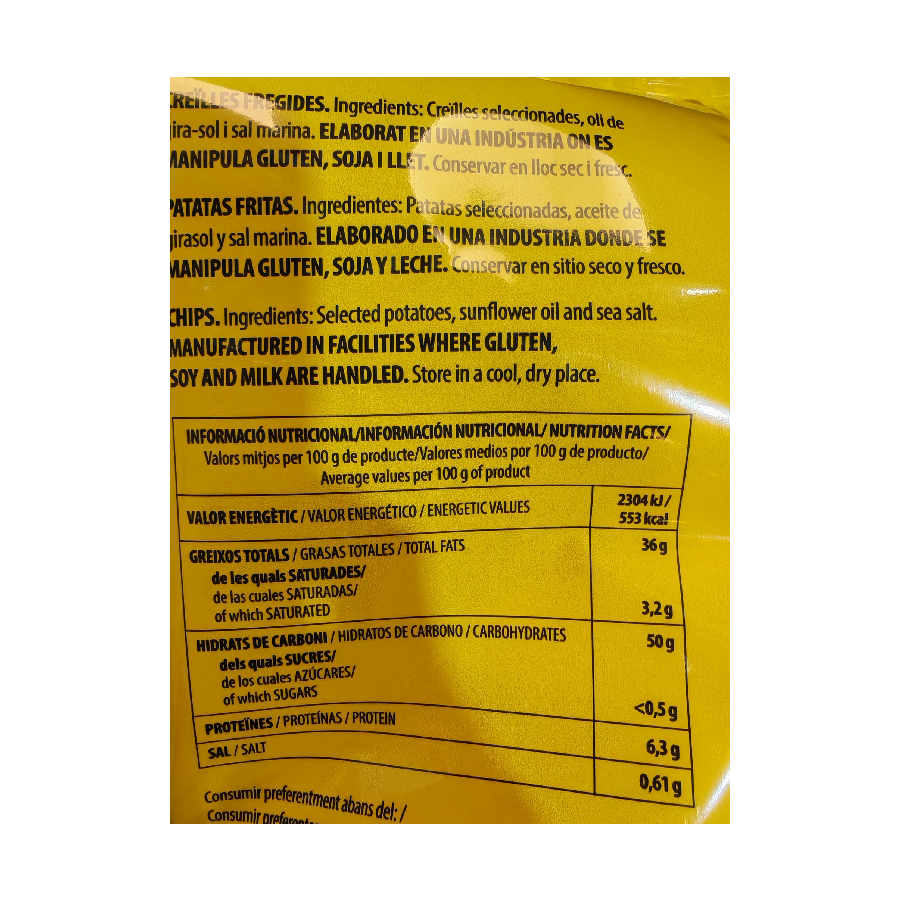 CREÏLLES FREGIDES. Ingredients: Creïlles seleccionades, oli de
gira-sol i sal marina. ELABORAT EN UNA INDÚSTRIA ON ES
MANIPULA GLUTEN, SOJA I LLET. Conservar en lloc sec i fresc.
PATATAS FRITAS. Ingredientes: Patatas seleccionadas, aceite de
girasol y sal marina. ELABORADO EN UNA INDUSTRIA DONDE SE
MANIPULA GLUTEN, SOJA Y LECHE. Conservar en sitio seco y fresco.
CHIPS. Ingredients: Selected potatoes, sunflower oil and sea salt.
MANUFACTURED IN FACILITIES WHERE GLUTEN,
SOY AND MILK ARE HANDLED. Store in a cool, dry place.
INFORMACIÓ NUTRICIONAL/INFORMACIÓN NUTRICIONAL/ NUTRITION FACTS/
Valors mitjos per 100 g de producte/Valores medios por 100 g de producto/
Average values per 100 g of product
VALOR ENERGÈTIC / VALOR ENERGÉTICO / ENERGETIC VALUES 2304 kJ /
553 kcal
GREIXOS TOTALS / GRASAS TOTALES / TOTAL FATS 36 g
de les quals SATURADES/
de las cuales SATURADAS/
of which SATURATED 3,2 g
HIDRATS DE CARBONI / HIDRATOS DE CARBONO / CARBOHYDRATES 50 g
dels quals SUCRES/
de los cuales AZÚCARES/
of which SUGARS <0,5 g
PROTEÏNES / PROTEÍNAS / PROTEIN 6,3 g
SAL / SALT 0,61 g
Consumir preferentment abans del: /
Consumir